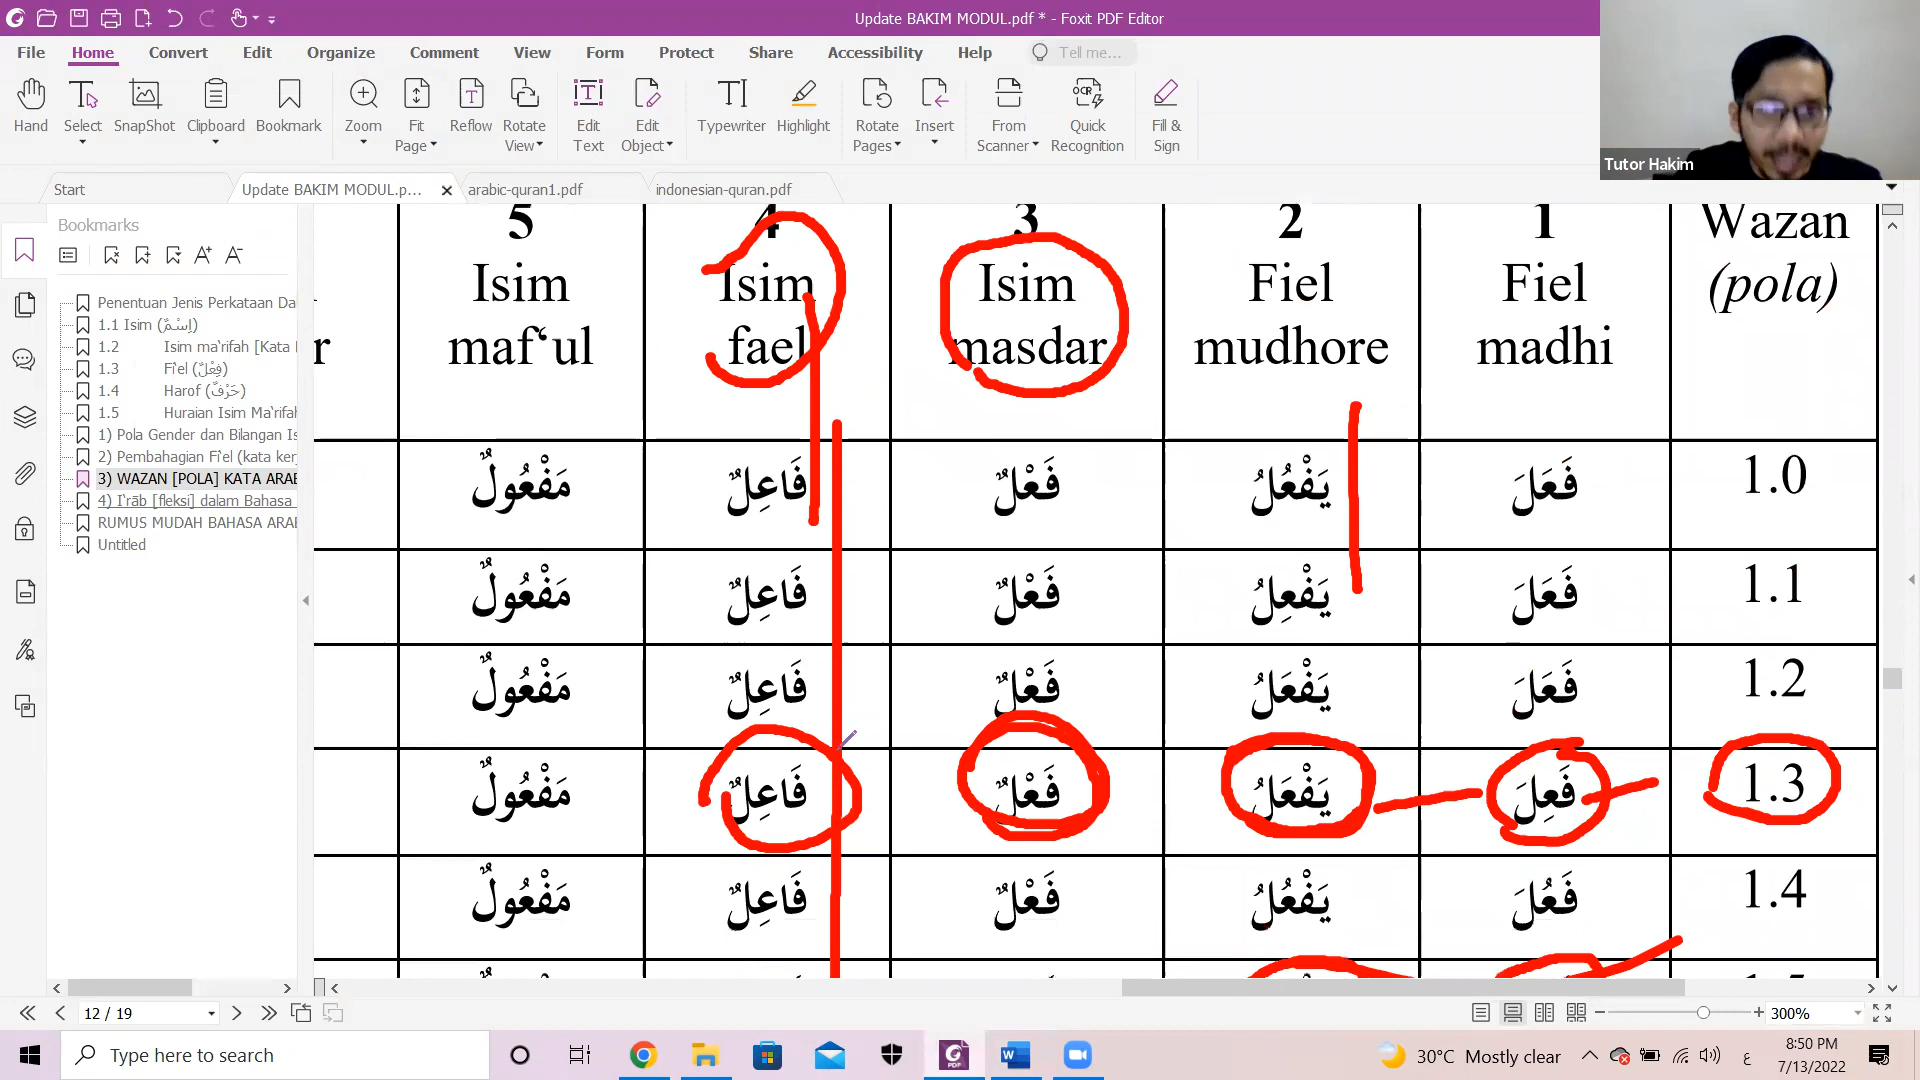 Update BAKIM MODUL.pdf * - Foxit PDF Editor
File Home Convert Edit Organize Comment View Form Protect Share Accessibility Help Tell me...
Hand Select SnapShot Clipboard Bookmark Zoom Fit Page Reflow Rotate View Edit Text Edit Object Typewriter Highlight Rotate Pages Insert From Scanner Quick Recognition Fill & Sign
Tutor Hakim
Start Update BAKIM MODUL.p... arabic-quran1.pdf indonesian-quran.pdf
Bookmarks
Penentuan Jenis Perkataan Da
1.1 Isim (اِسْمٌ)
1.2 Isim ma'rifah [Kata
1.3 Fi'el (فِعْلٌ)
1.4 Harof (حَرْفٌ)
1.5 Huraian Isim Ma'rifah
1) Pola Gender dan Bilangan Is
2) Pembahagian Fi'el (kata ker
3) WAZAN [POLA] KATA ARAB
4) I'rāb [fleksi] dalam Bahasa
RUMUS MUDAH BAHASA ARA
Untitled
5 4 3 2 1 Wazan
Isim Isim Isim Fiel Fiel (pola)
r maf‘ul fael masdar mudhore madhi
مَفْعُولٌ فَاعِلٌ فَعْلٌ يَفْعُلُ فَعَلَ 1.0
مَفْعُولٌ فَاعِلٌ فَعْلٌ يَفْعِلُ فَعَلَ 1.1
مَفْعُولٌ فَاعِلٌ فَعْلٌ يَفْعَلُ فَعَلَ 1.2
مَفْعُولٌ فَاعِلٌ فَعْلٌ يَفْعَلُ فَعِلَ 1.3
مَفْعُولٌ فَاعِلٌ فَعْلٌ يَفْعُلُ فَعُلَ 1.4
12 / 19
300%
Type here to search
30°C Mostly clear
ع
8:50 PM
7/13/2022